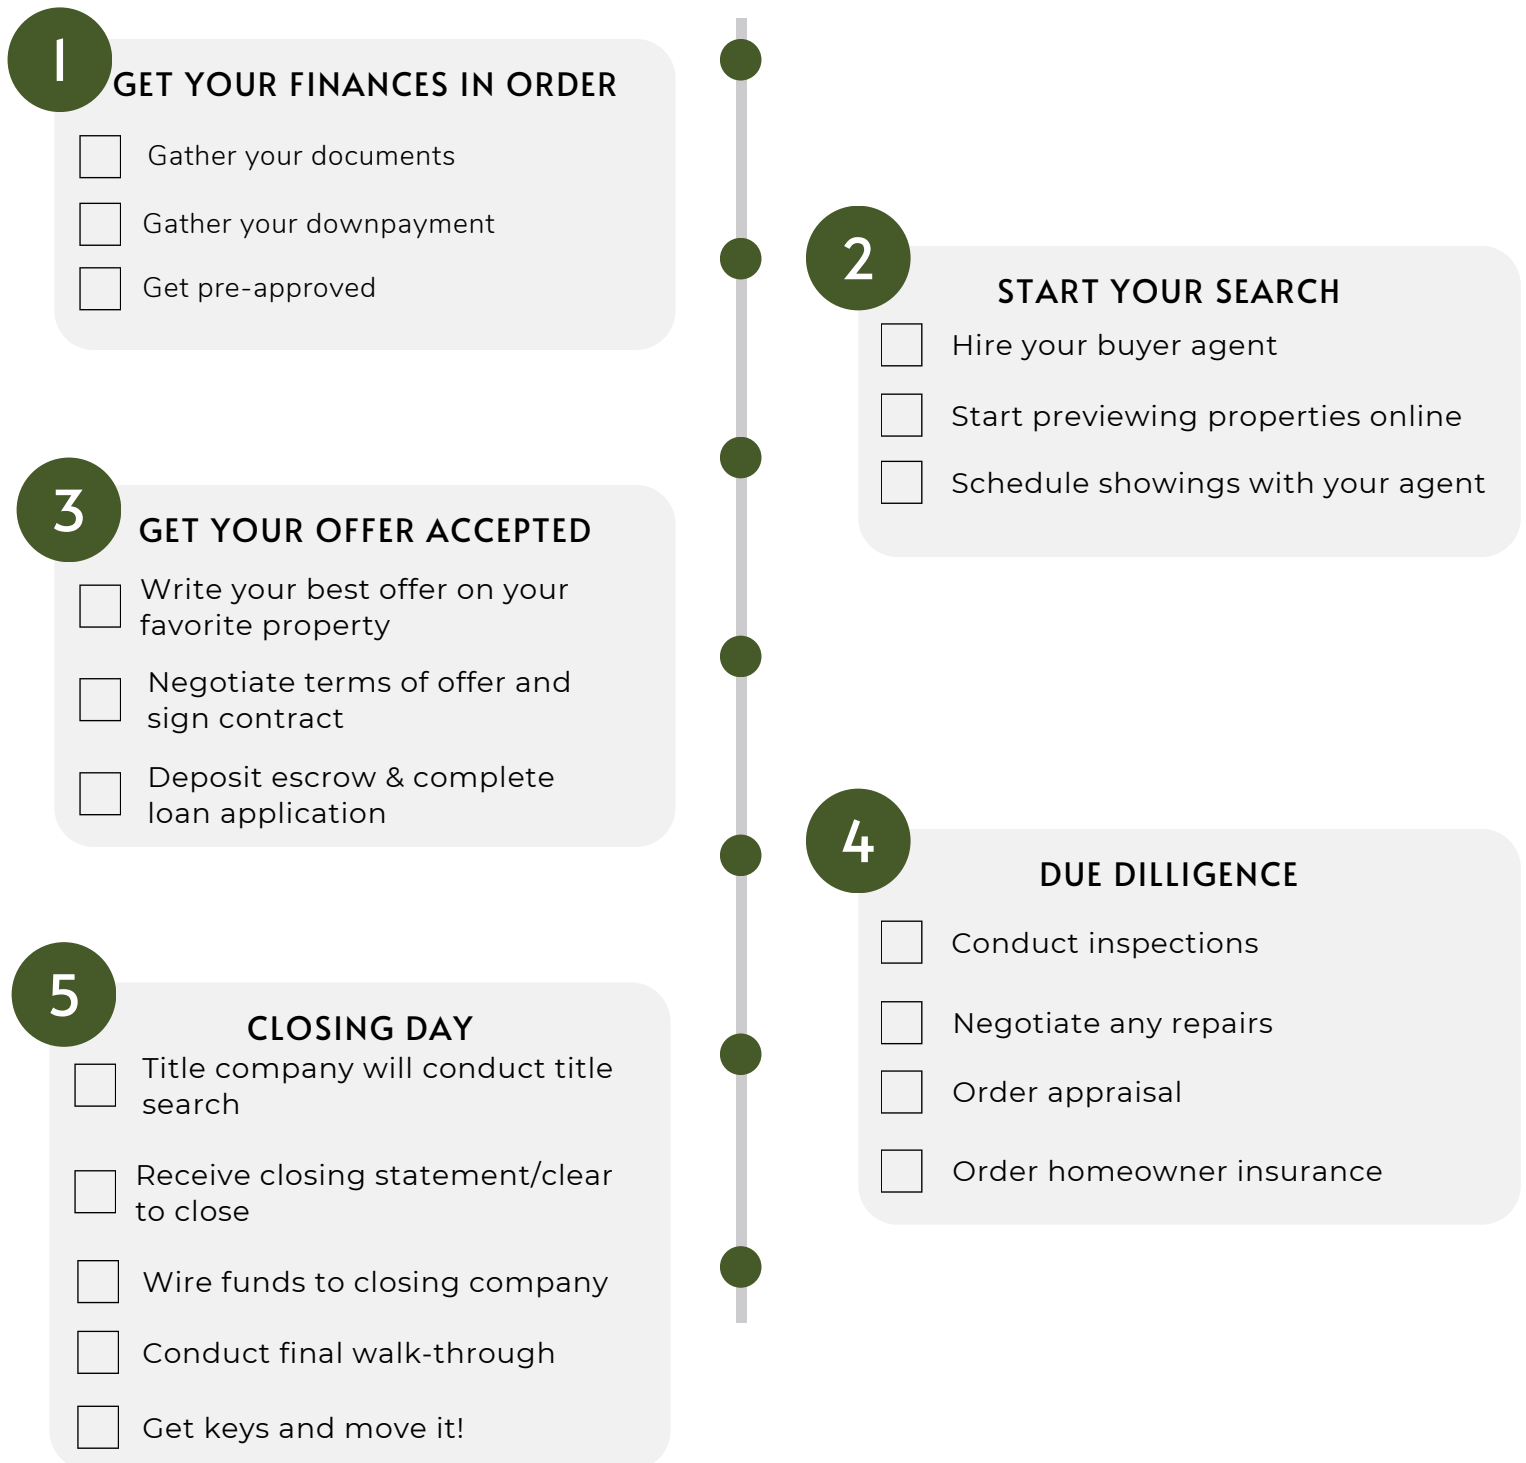 1
GET YOUR FINANCES IN ORDER
Gather your documents
Gather your downpayment
Get pre-approved
2
START YOUR SEARCH
Hire your buyer agent
Start previewing properties online
Schedule showings with your agent
3
GET YOUR OFFER ACCEPTED
Write your best offer on your
favorite property
Negotiate terms of offer and
sign contract
Deposit escrow & complete
loan application
4
DUE DILLIGENCE
Conduct inspections
Negotiate any repairs
Order appraisal
Order homeowner insurance
5
CLOSING DAY
Title company will conduct title
search
Receive closing statement/clear
to close
Wire funds to closing company
Conduct final walk-through
Get keys and move it!